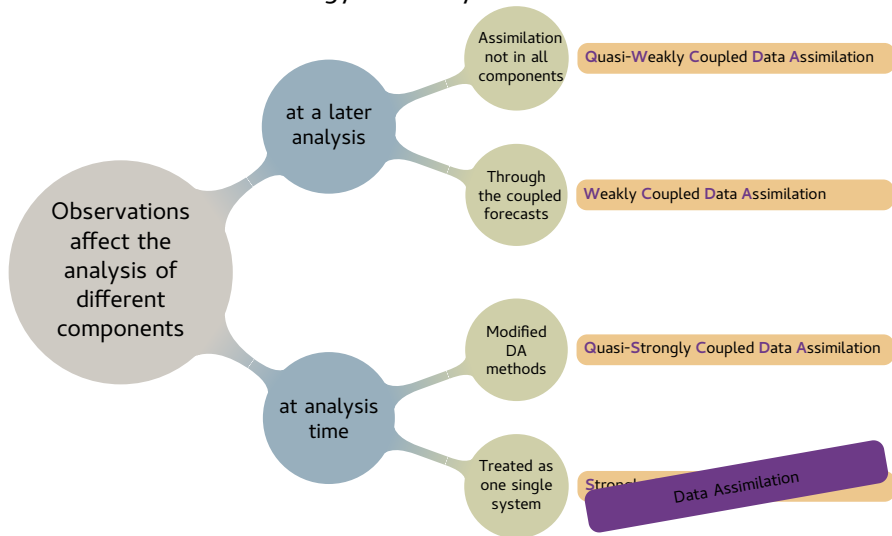 Observations
affect the
analysis of
different
components
at a later
analysis
Assimilation
not in all
components
Quasi-Weakly Coupled Data Assimilation
Through
the coupled
forecasts
Weakly Coupled Data Assimilation
at analysis
time
Modified
DA
methods
Quasi-Strongly Coupled Data Assimilation
Treated as
one single
system
Data Assimilation